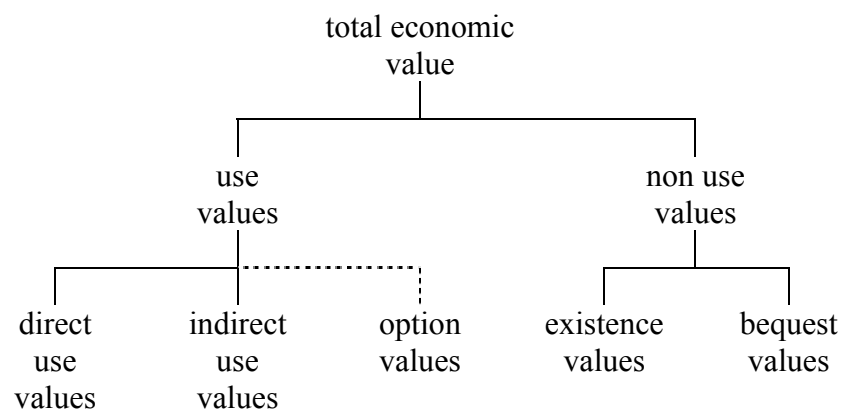 total economic
value
use
values
non use
values
direct
use
values
indirect
use
values
option
values
existence
values
bequest
values